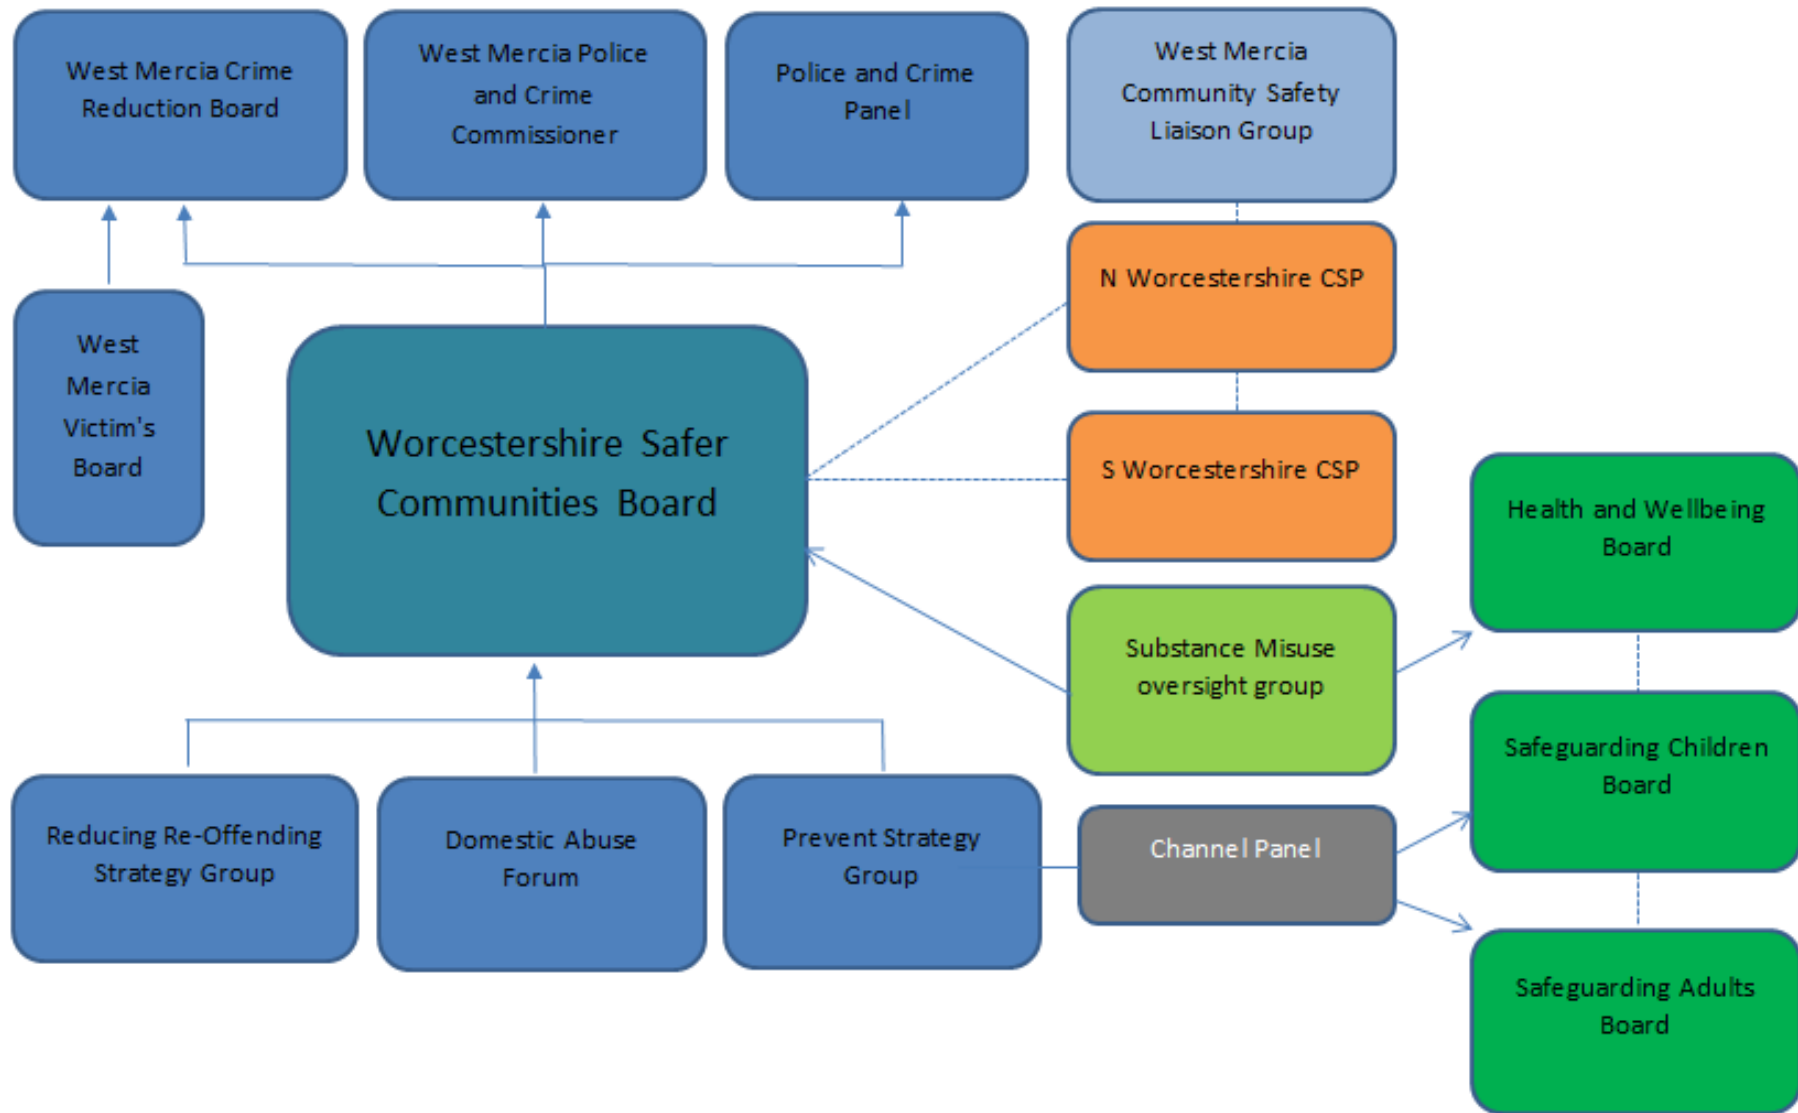 West Mercia Crime
Reduction Board
West Mercia Police
and Crime
Commissioner
Police and Crime
Panel
West Mercia
Community Safety
Liaison Group
N Worcestershire CSP
West
Mercia
Victim's
Board
Worcestershire Safer
Communities Board
S Worcestershire CSP
Health and Wellbeing
Board
Substance Misuse
oversight group
Safeguarding Children
Board
Reducing Re-Offending
Strategy Group
Domestic Abuse
Forum
Prevent Strategy
Group
Channel Panel
Safeguarding Adults
Board